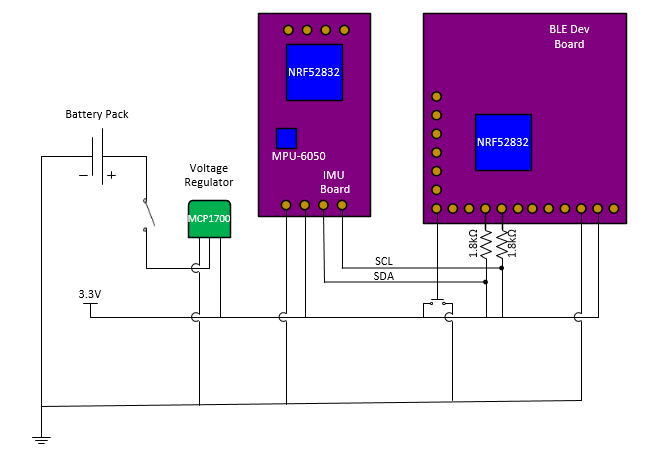 BLE Dev
Board
NRF52832
NRF52832
Battery Pack
MPU-6050
Voltage
Regulator
IMU
Board
MCP1700
1.8kΩ
1.8kΩ
SCL
SDA
3.3V